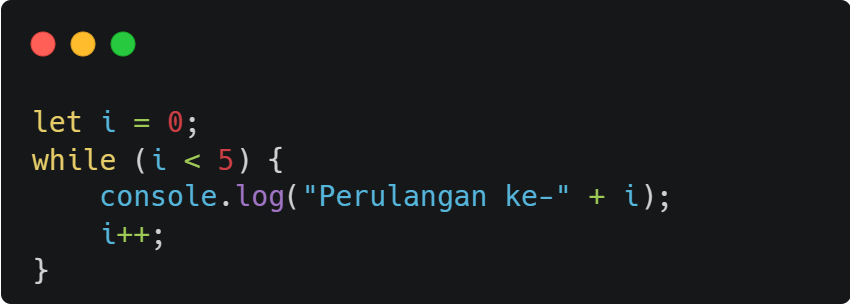 let i = 0;
while (i < 5) {
    console.log("Perulangan ke-" + i);
    i++;
}